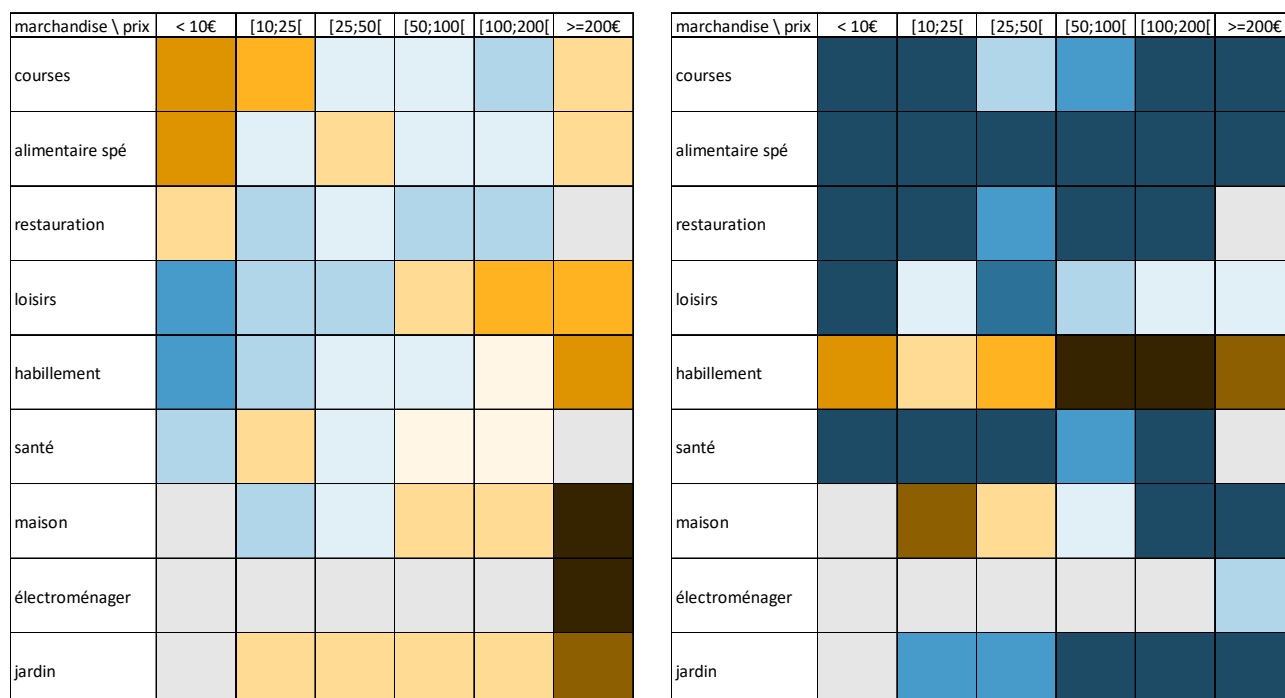 marchandise \ prix < 10€ [10;25[ [25;50[ [50;100[ [100;200[ >=200€
courses
alimentaire spé
restauration
loisirs
habillement
santé
maison
électroménager
jardin
marchandise \ prix < 10€ [10;25[ [25;50[ [50;100[ [100;200[ >=200€
courses
alimentaire spé
restauration
loisirs
habillement
santé
maison
électroménager
jardin